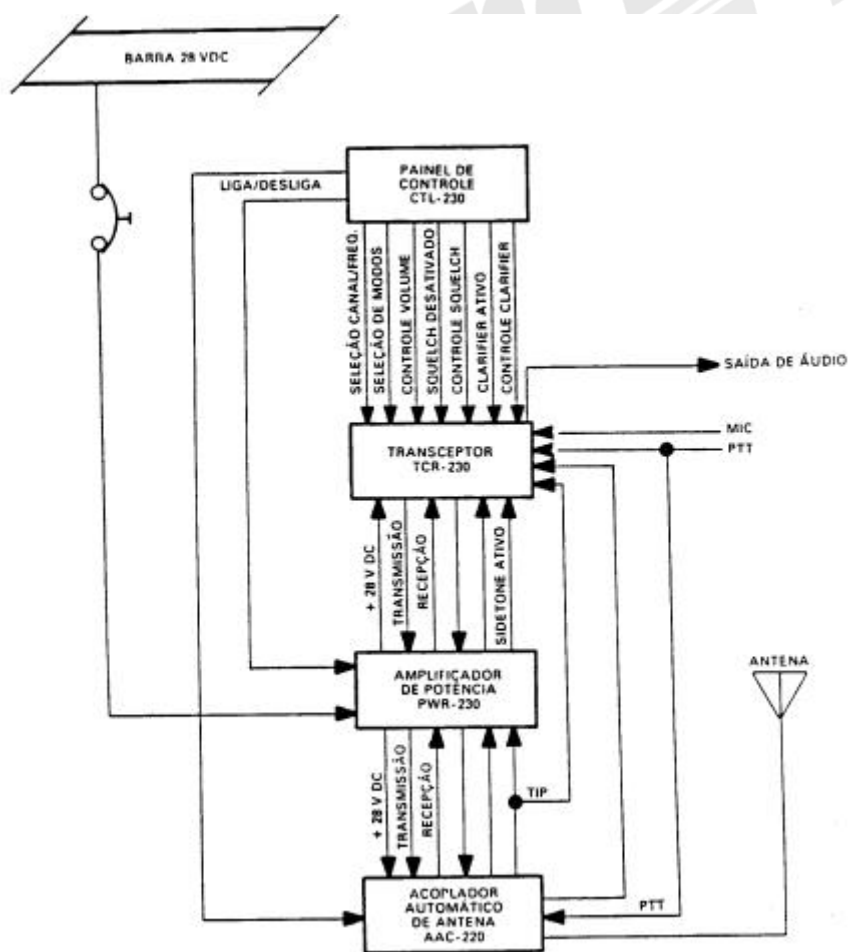 BARRA 28 VDC
PAINEL DE
CONTROLE
CTL-230
LIGA/DESLIGA
SELEÇÃO CANAL/FREQ.
SELEÇÃO DE MODOS
CONTROLE VOLUME
SQUELCH DESATIVADO
CONTROLE SQUELCH
CLARIFIER ATIVO
CONTROLE CLARIFIER
SAÍDA DE ÁUDIO
MIC
PTT
TRANSCEPTOR
TCR-230
+ 28 V DC
TRANSMISSÃO
RECEPÇÃO
SIDETONE ATIVO
ANTENA
AMPLIFICADOR
DE POTÊNCIA
PWR-230
+ 28 V DC
TRANSMISSÃO
RECEPÇÃO
TIP
ACOPLADOR
AUTOMÁTICO
DE ANTENA
AAC-220
PTT